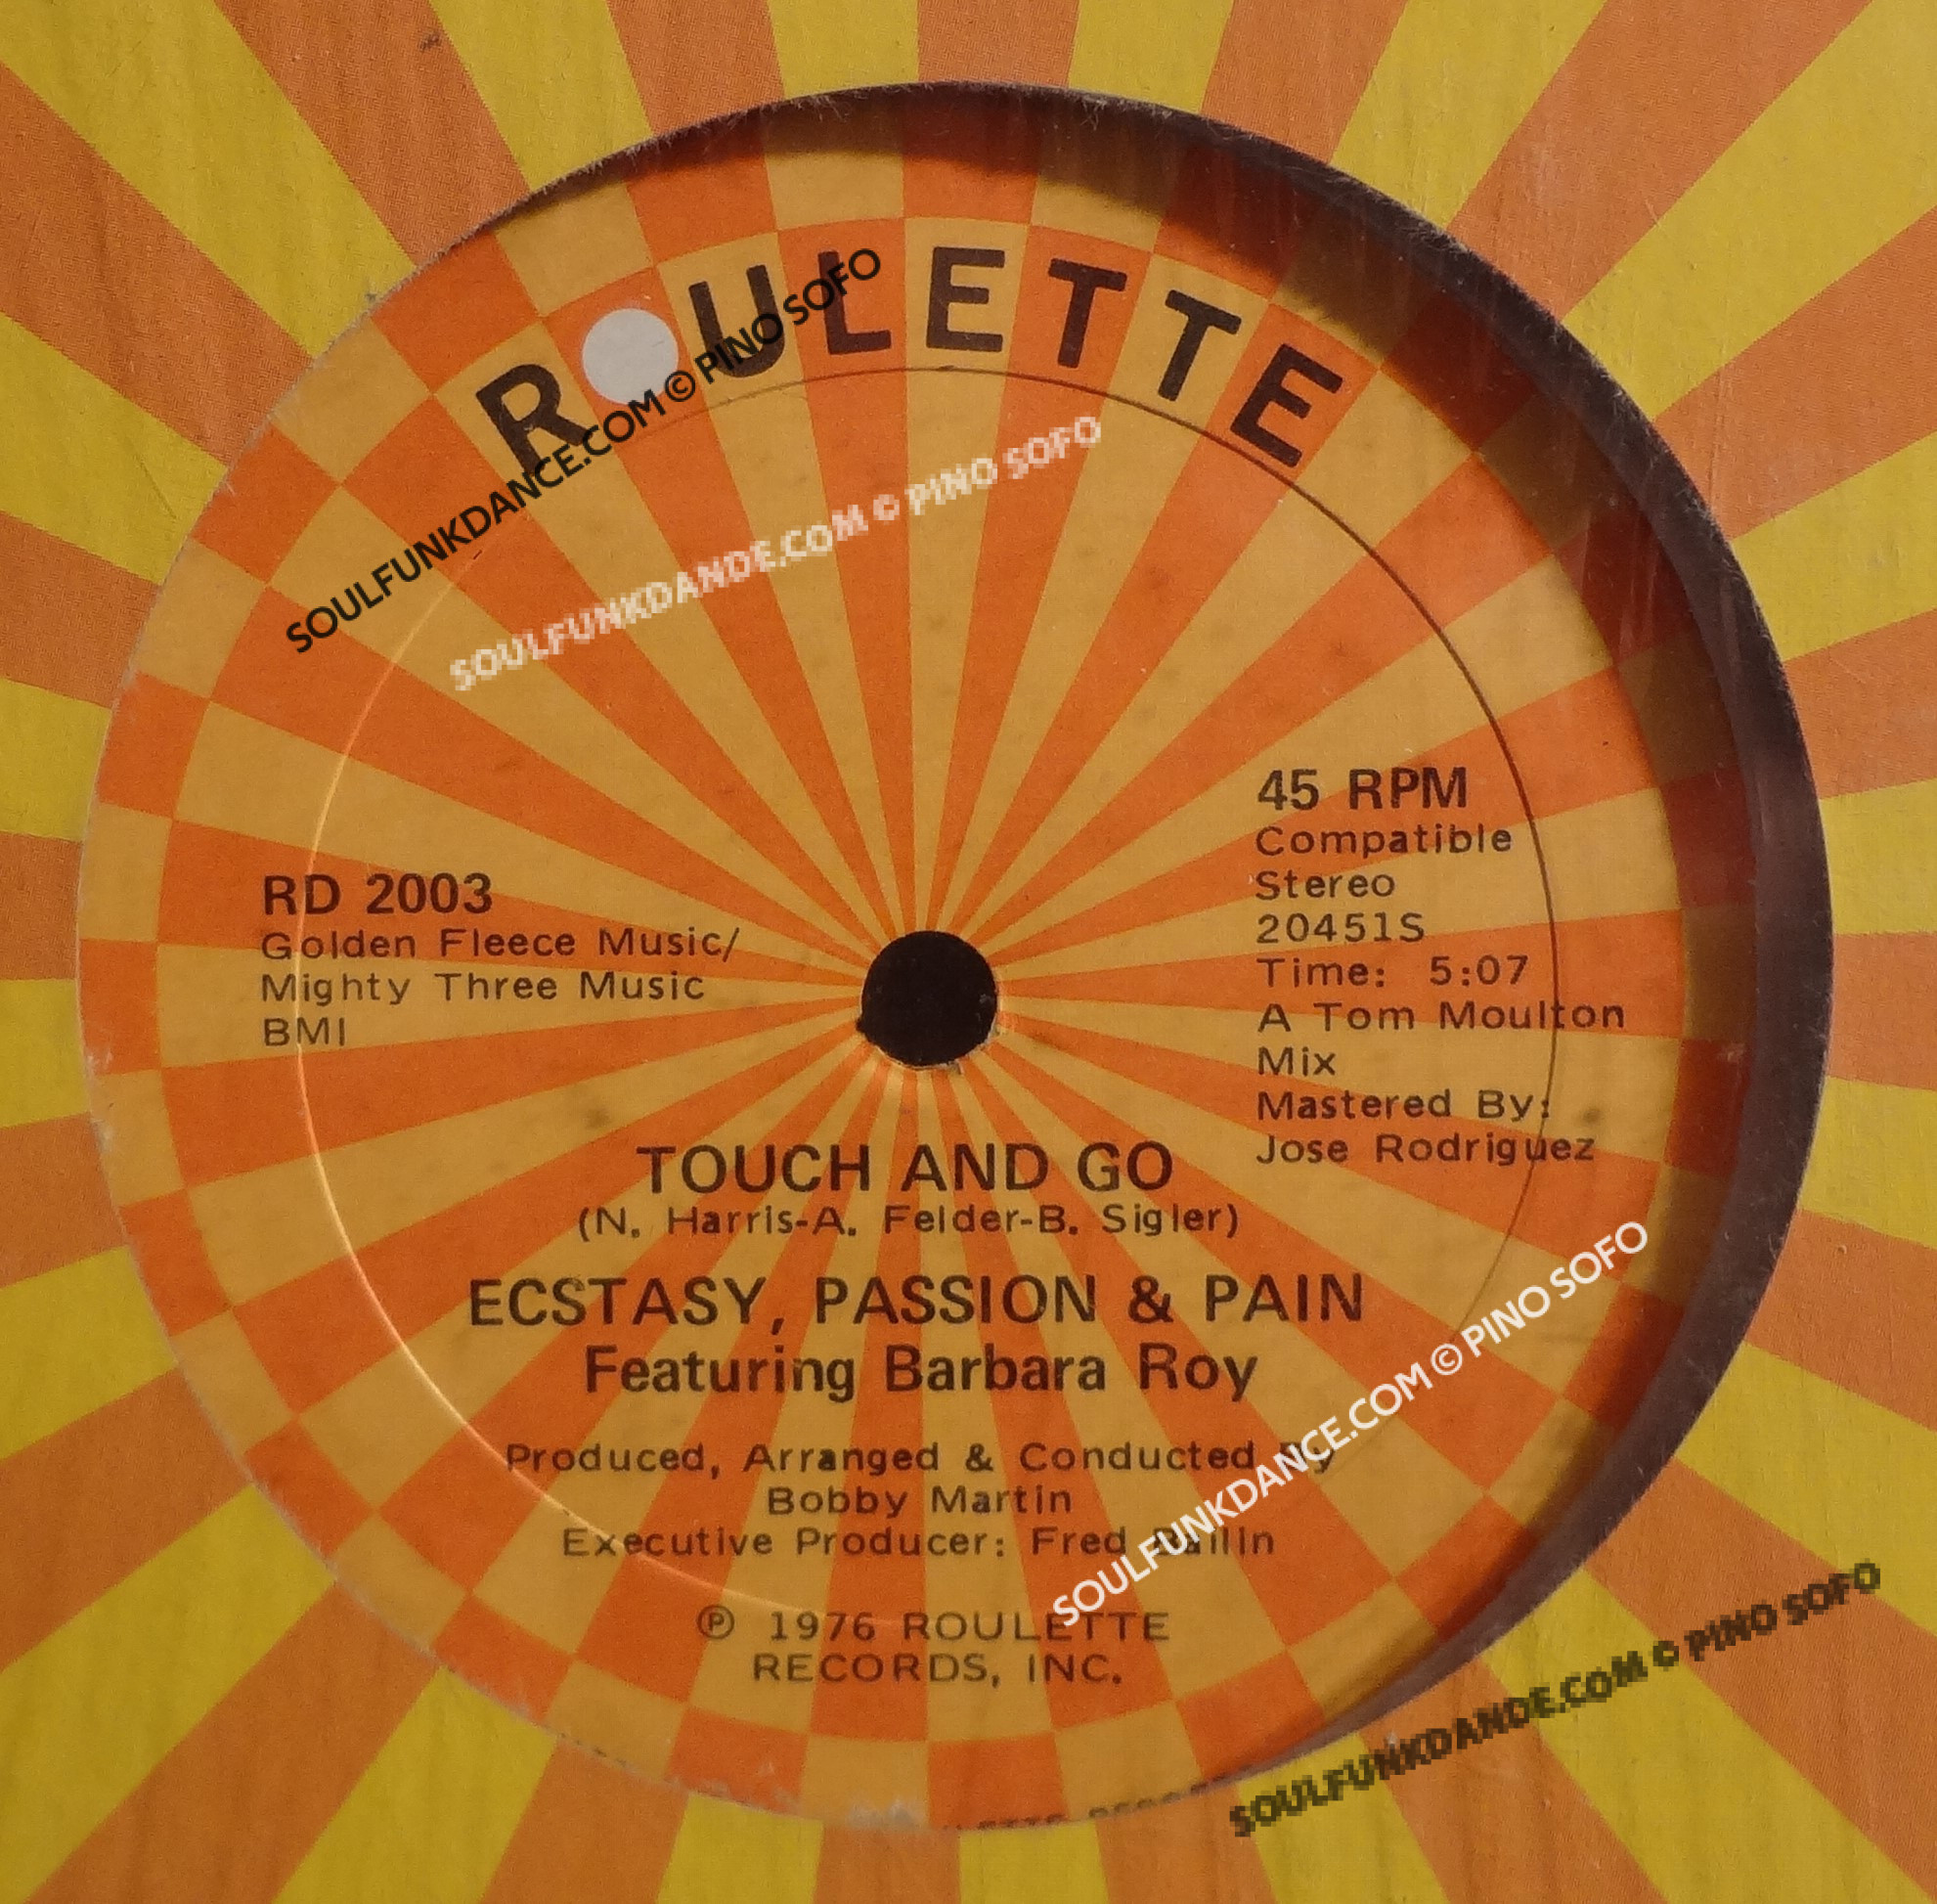 ROULETTE
SOULFUNKDANCE.COM © PINO SOFO
SOULFUNKDANDE.COM © PINO SOFO
RD 2003
Golden Fleece Music/
Mighty Three Music
BMI
45 RPM
Compatible
Stereo
20451S
Time: 5:07
A Tom Moulton
Mix
Mastered By:
Jose Rodriguez
TOUCH AND GO
(N. Harris-A. Felder-B. Sigler)
ECSTASY, PASSION & PAIN
Featuring Barbara Roy
Produced, Arranged & Conducted By
Bobby Martin
Executive Producer: Fred Bailin
℗ 1976 ROULETTE
RECORDS, INC.
SOULFUNKDANCE.COM © PINO SOFO
SOULFUNKDANDE.COM © PINO SOFO